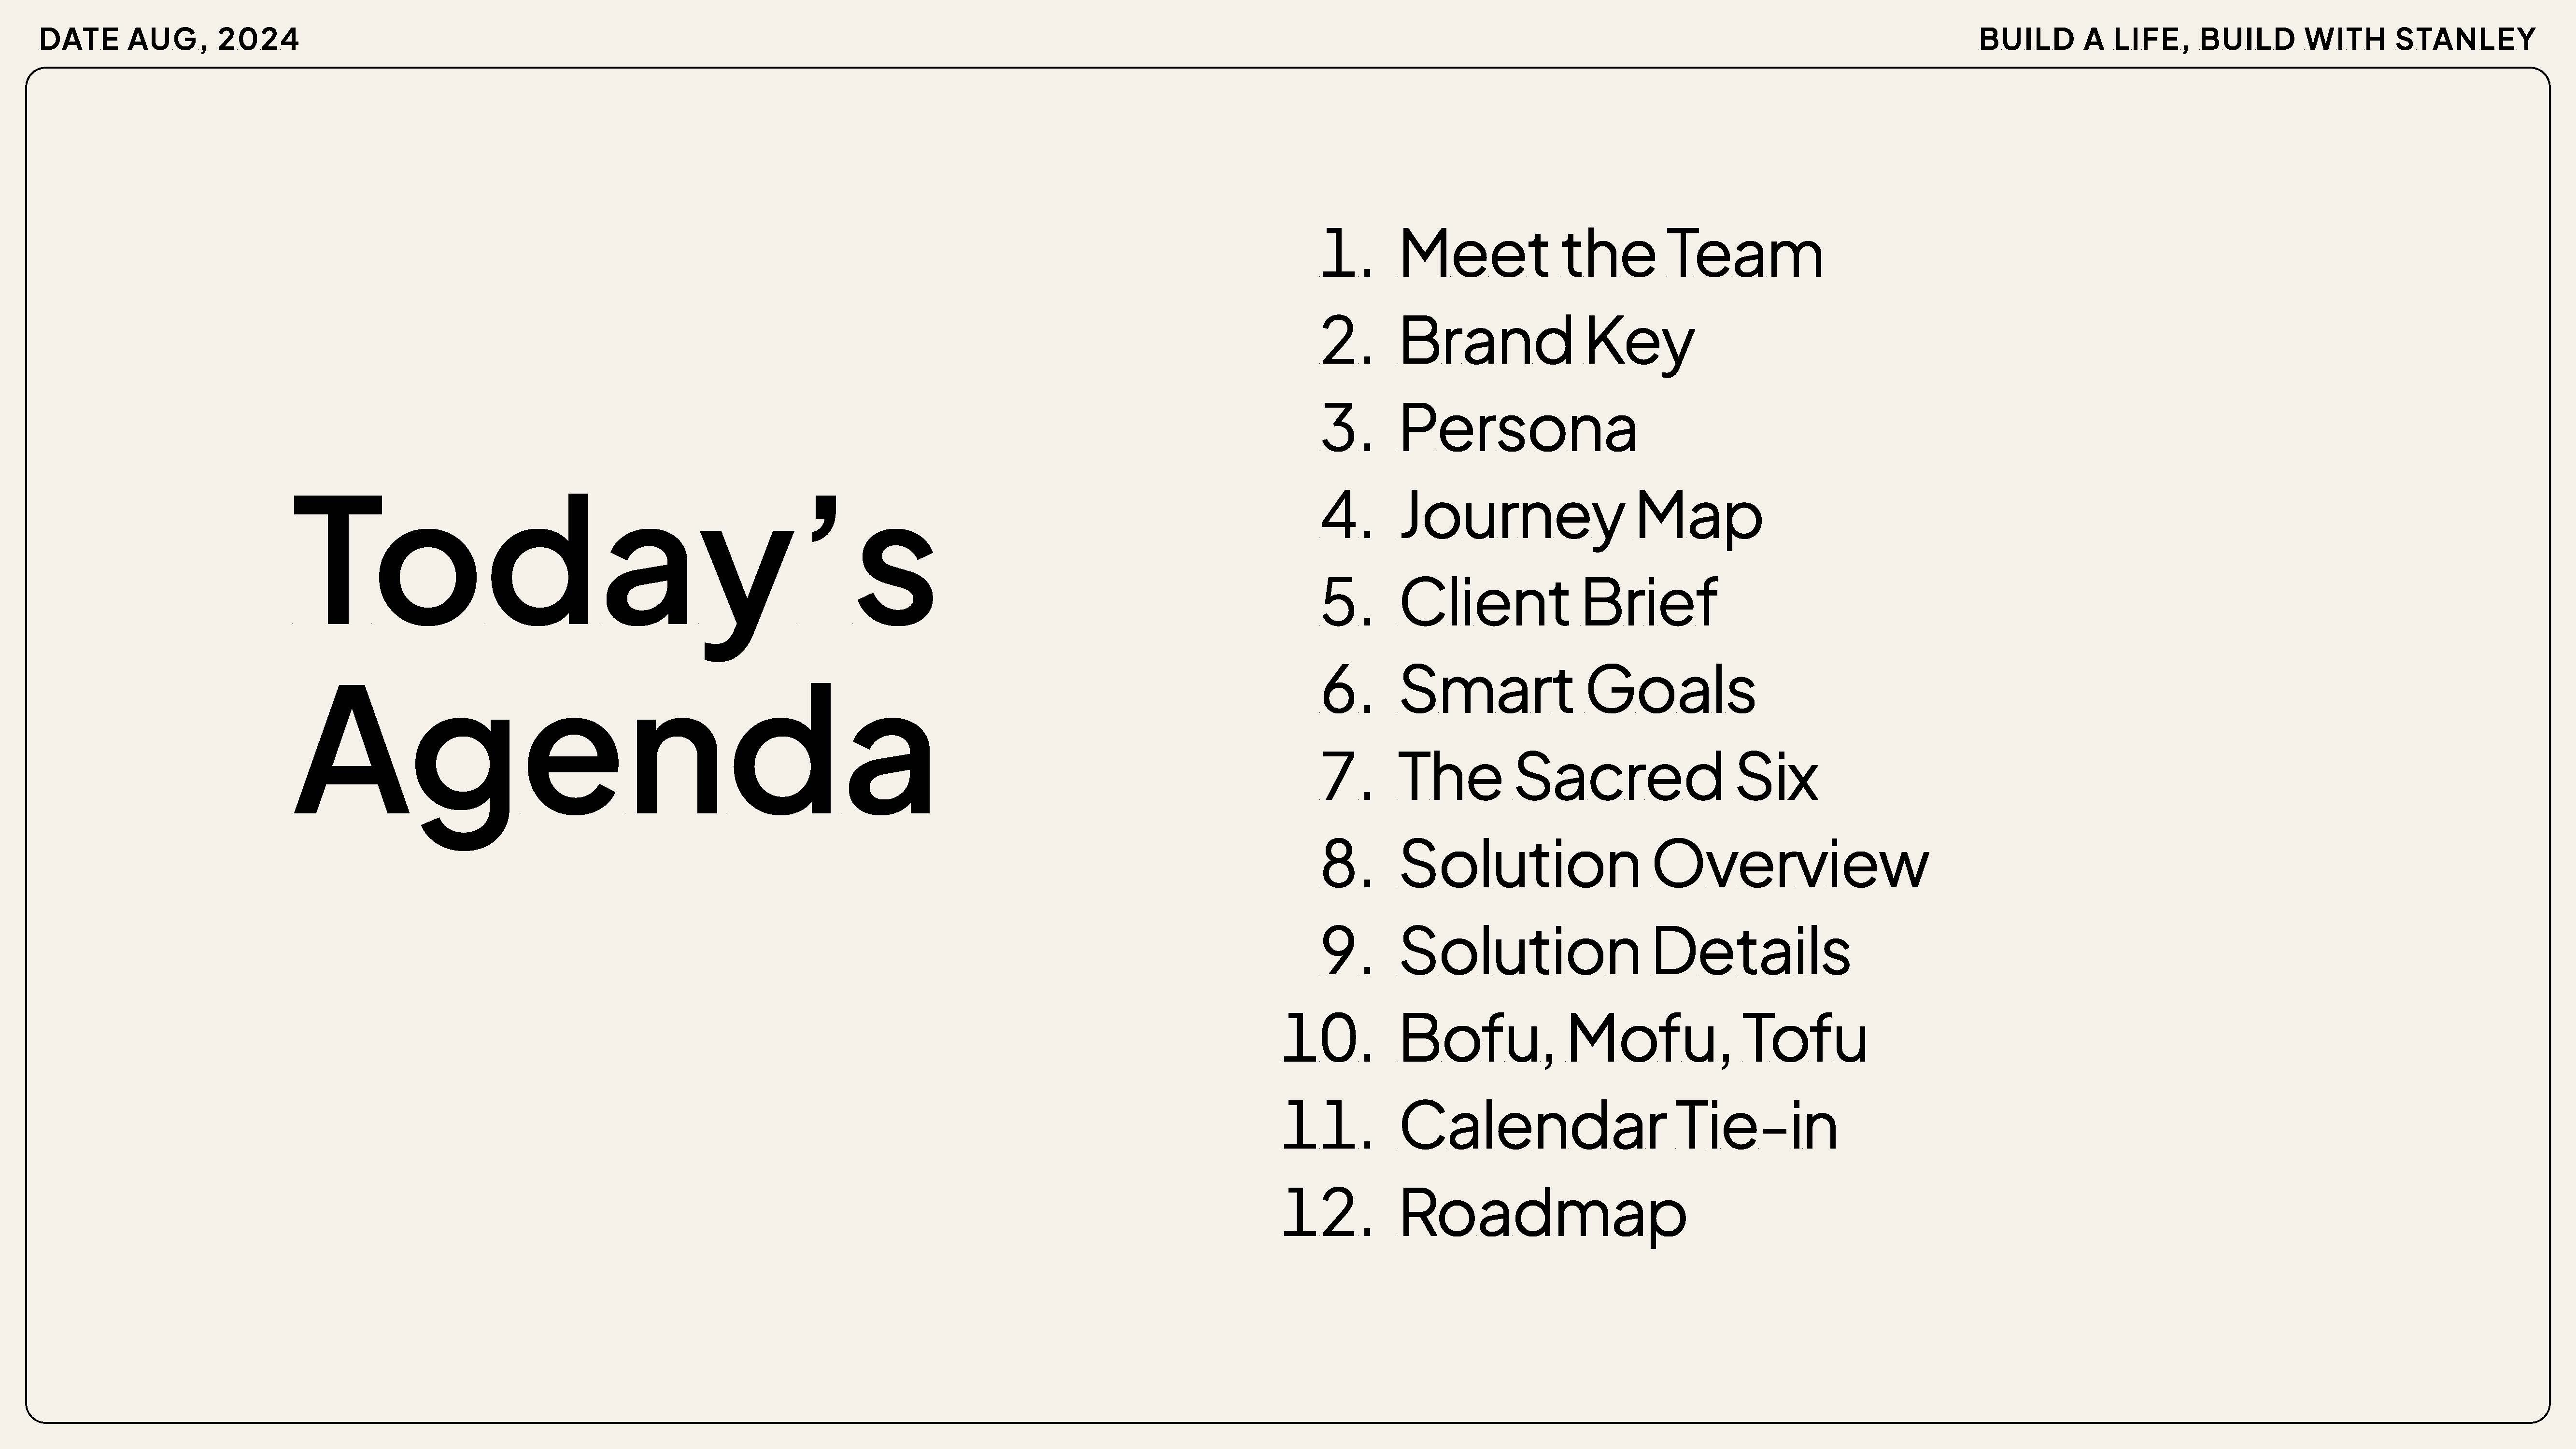 DATE AUG, 2024
BUILD A LIFE, BUILD WITH STANLEY
Today’s
Agenda
1. Meet the Team
2. Brand Key
3. Persona
4. Journey Map
5. Client Brief
6. Smart Goals
7. The Sacred Six
8. Solution Overview
9. Solution Details
10. Bofu, Mofu, Tofu
11. Calendar Tie-in
12. Roadmap